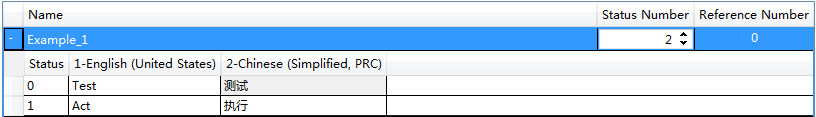 Name Status Number Reference Number
- Example_1 2 0
Status 1-English (United States) 2-Chinese (Simplified, PRC)
0 Test 测试
1 Act 执行